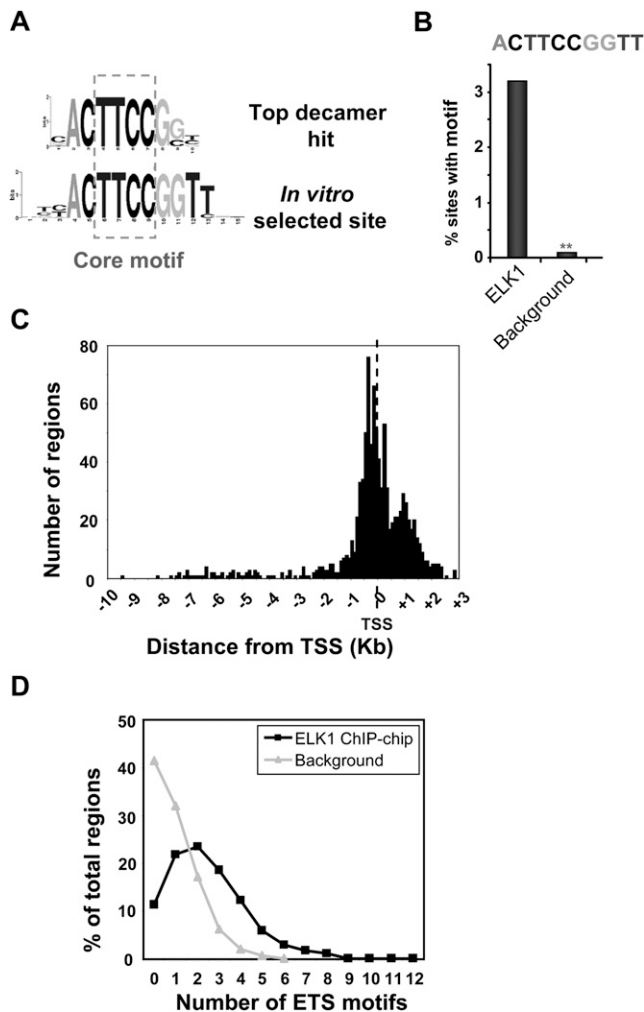 A
ACTTCCGG
Top decamer
hit
ACTTCCGGTT
In vitro
selected site
Core motif
B
ACTTCCGGTT
% sites with motif
3
2
1
0
**
ELK1
Background
C
Number of regions
80
60
40
20
0
-10
-9
-8
-7
-6
-5
-4
-3
-2
-1
-0
+1
+2
+3
TSS
Distance from TSS (Kb)
D
% of total regions
50
40
30
20
10
0
ELK1 ChIP-chip
Background
0 1 2 3 4 5 6 7 8 9 10 11 12
Number of ETS motifs